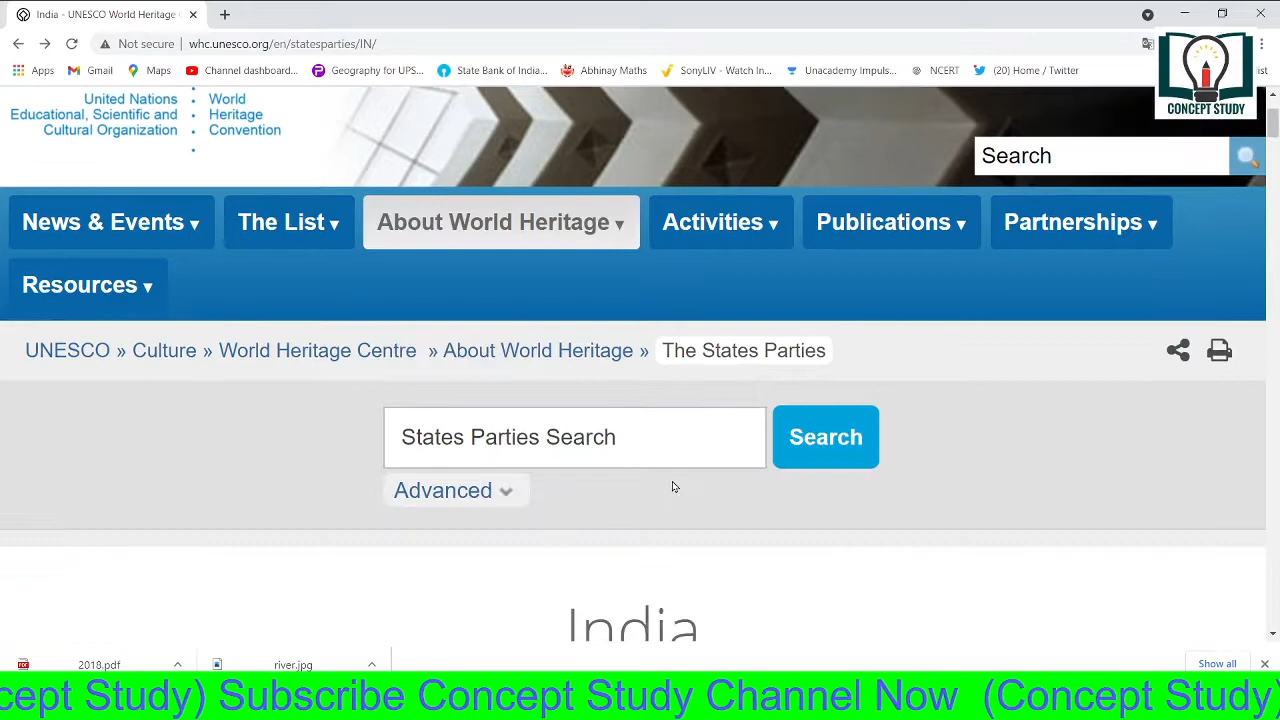 India - UNESCO World Heritage
Not secure
whc.unesco.org/en/statesparties/IN/
Apps
Gmail
Maps
Channel dashboard...
Geography for UPS...
State Bank of India...
Abhinay Maths
SonyLIV - Watch In...
Unacademy Impuls...
NCERT
(20) Home / Twitter
ist
CONCEPT STUDY
United Nations
Educational, Scientific and
Cultural Organization
World
Heritage
Convention
Search
News & Events
The List
About World Heritage
Activities
Publications
Partnerships
Resources
UNESCO » Culture » World Heritage Centre » About World Heritage » The States Parties
States Parties Search
Search
Advanced
India
2018.pdf
river.jpg
Show all
cept Study) Subscribe Concept Study Channel Now (Concept Study)